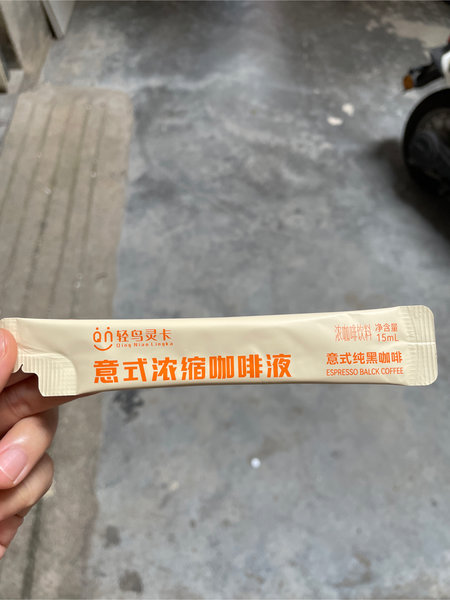 轻鸟灵卡
Qing Niao Lingka
意式浓缩咖啡液
浓咖啡饮料
净含量
15mL
意式纯黑咖啡
ESPRESSO BALCK COFFEE